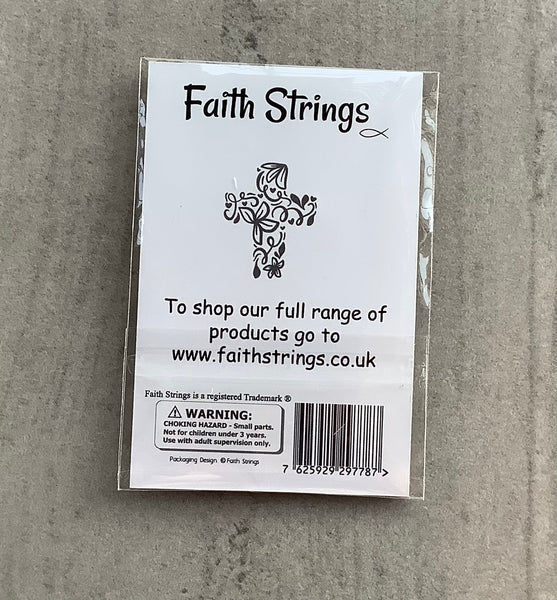 Faith Strings
To shop our full range of
products go to
www.faithstrings.co.uk
Faith Strings is a registered Trademark ®
⚠ WARNING:
CHOKING HAZARD - Small parts.
Not for children under 3 years.
Use with adult supervision only.
Packaging Design © Faith Strings
7 625929 297787 >